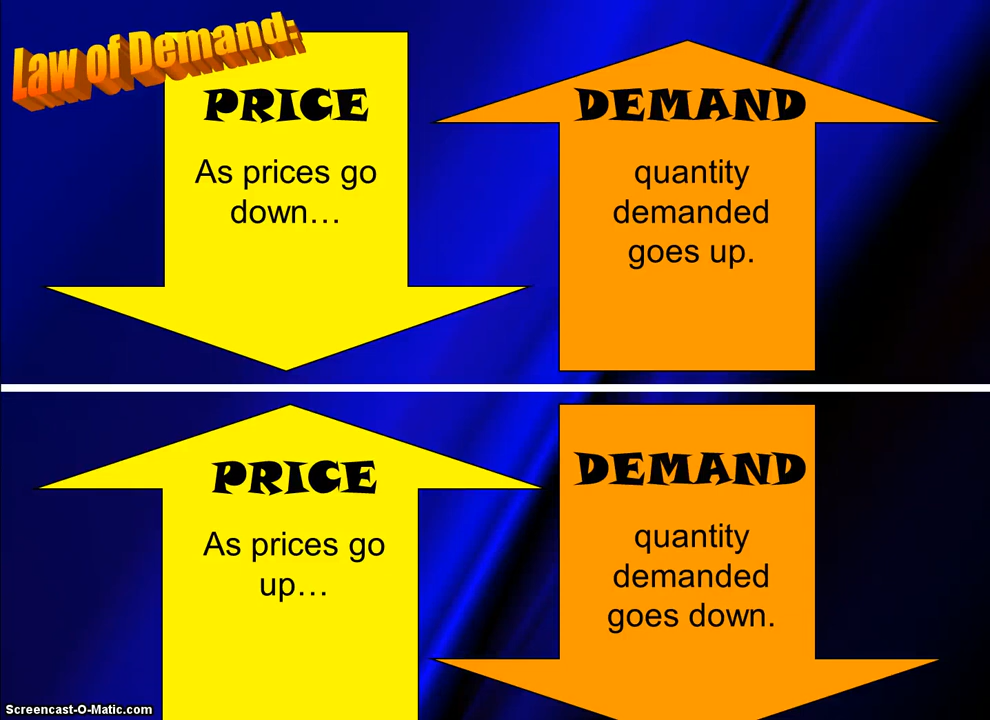 Law of Demand:
PRICE
As prices go
down…
DEMAND
quantity
demanded
goes up.
PRICE
As prices go
up…
DEMAND
quantity
demanded
goes down.
Screencast-O-Matic.com